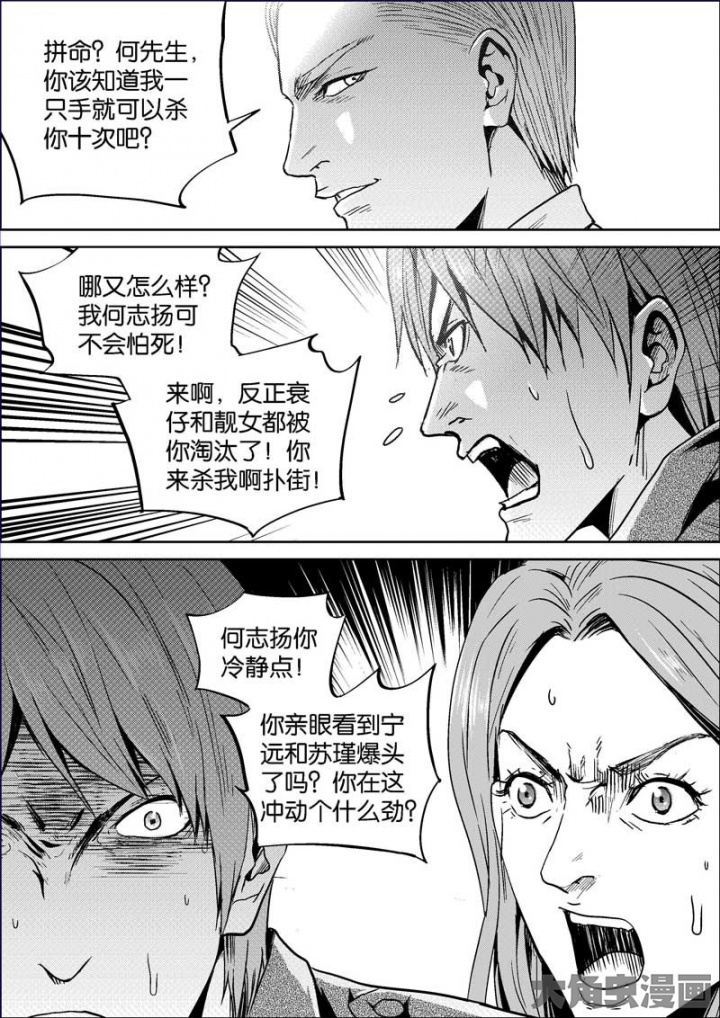 拼命？何先生，
你该知道我一
只手就可以杀
你十次吧？
哪又怎么样？
我何志扬可
不会怕死！
来啊，反正衰
仔和靓女都被
你淘汰了！你
来杀我啊扑街！
何志扬你
冷静点！
你亲眼看到宁
远和苏瑾爆头
了吗？你在这
冲动个什么劲？
大角虫漫画